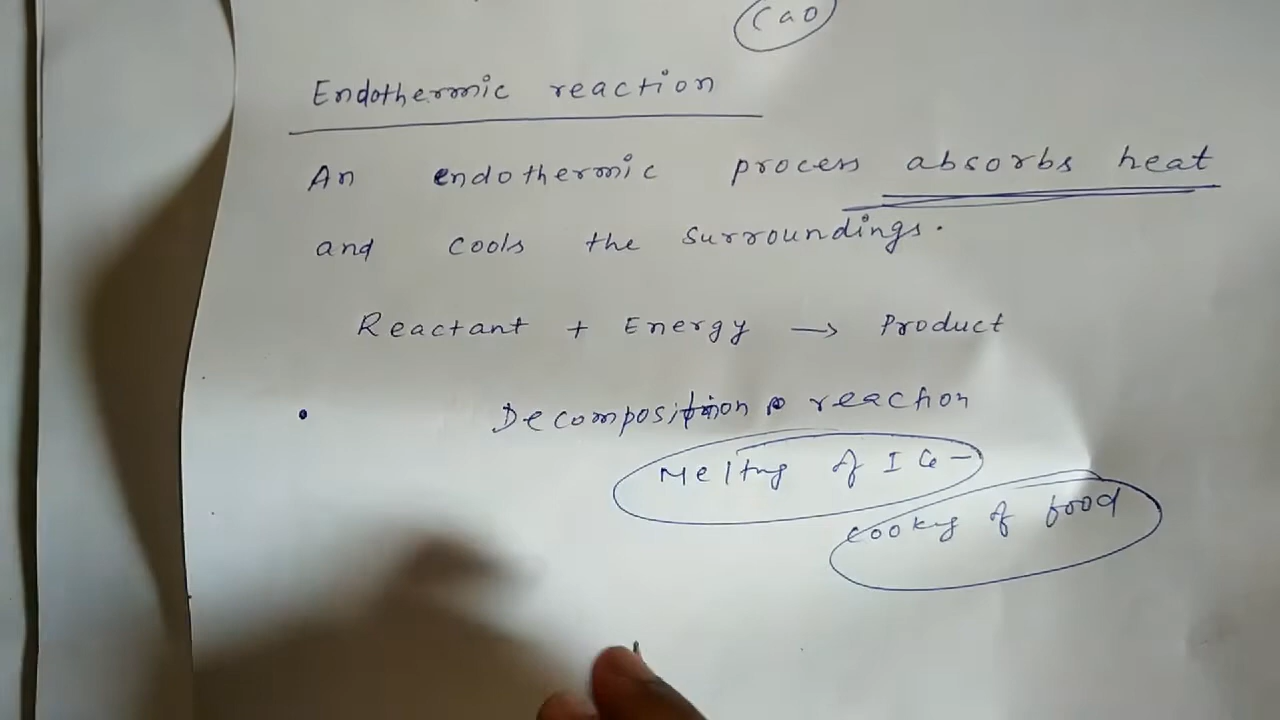 CaO
Endothermic reaction
An endothermic process absorbs heat
and cools the surroundings.
Reactant + Energy → Product
• Decomposition reaction
Melting of Ice
cooking of food